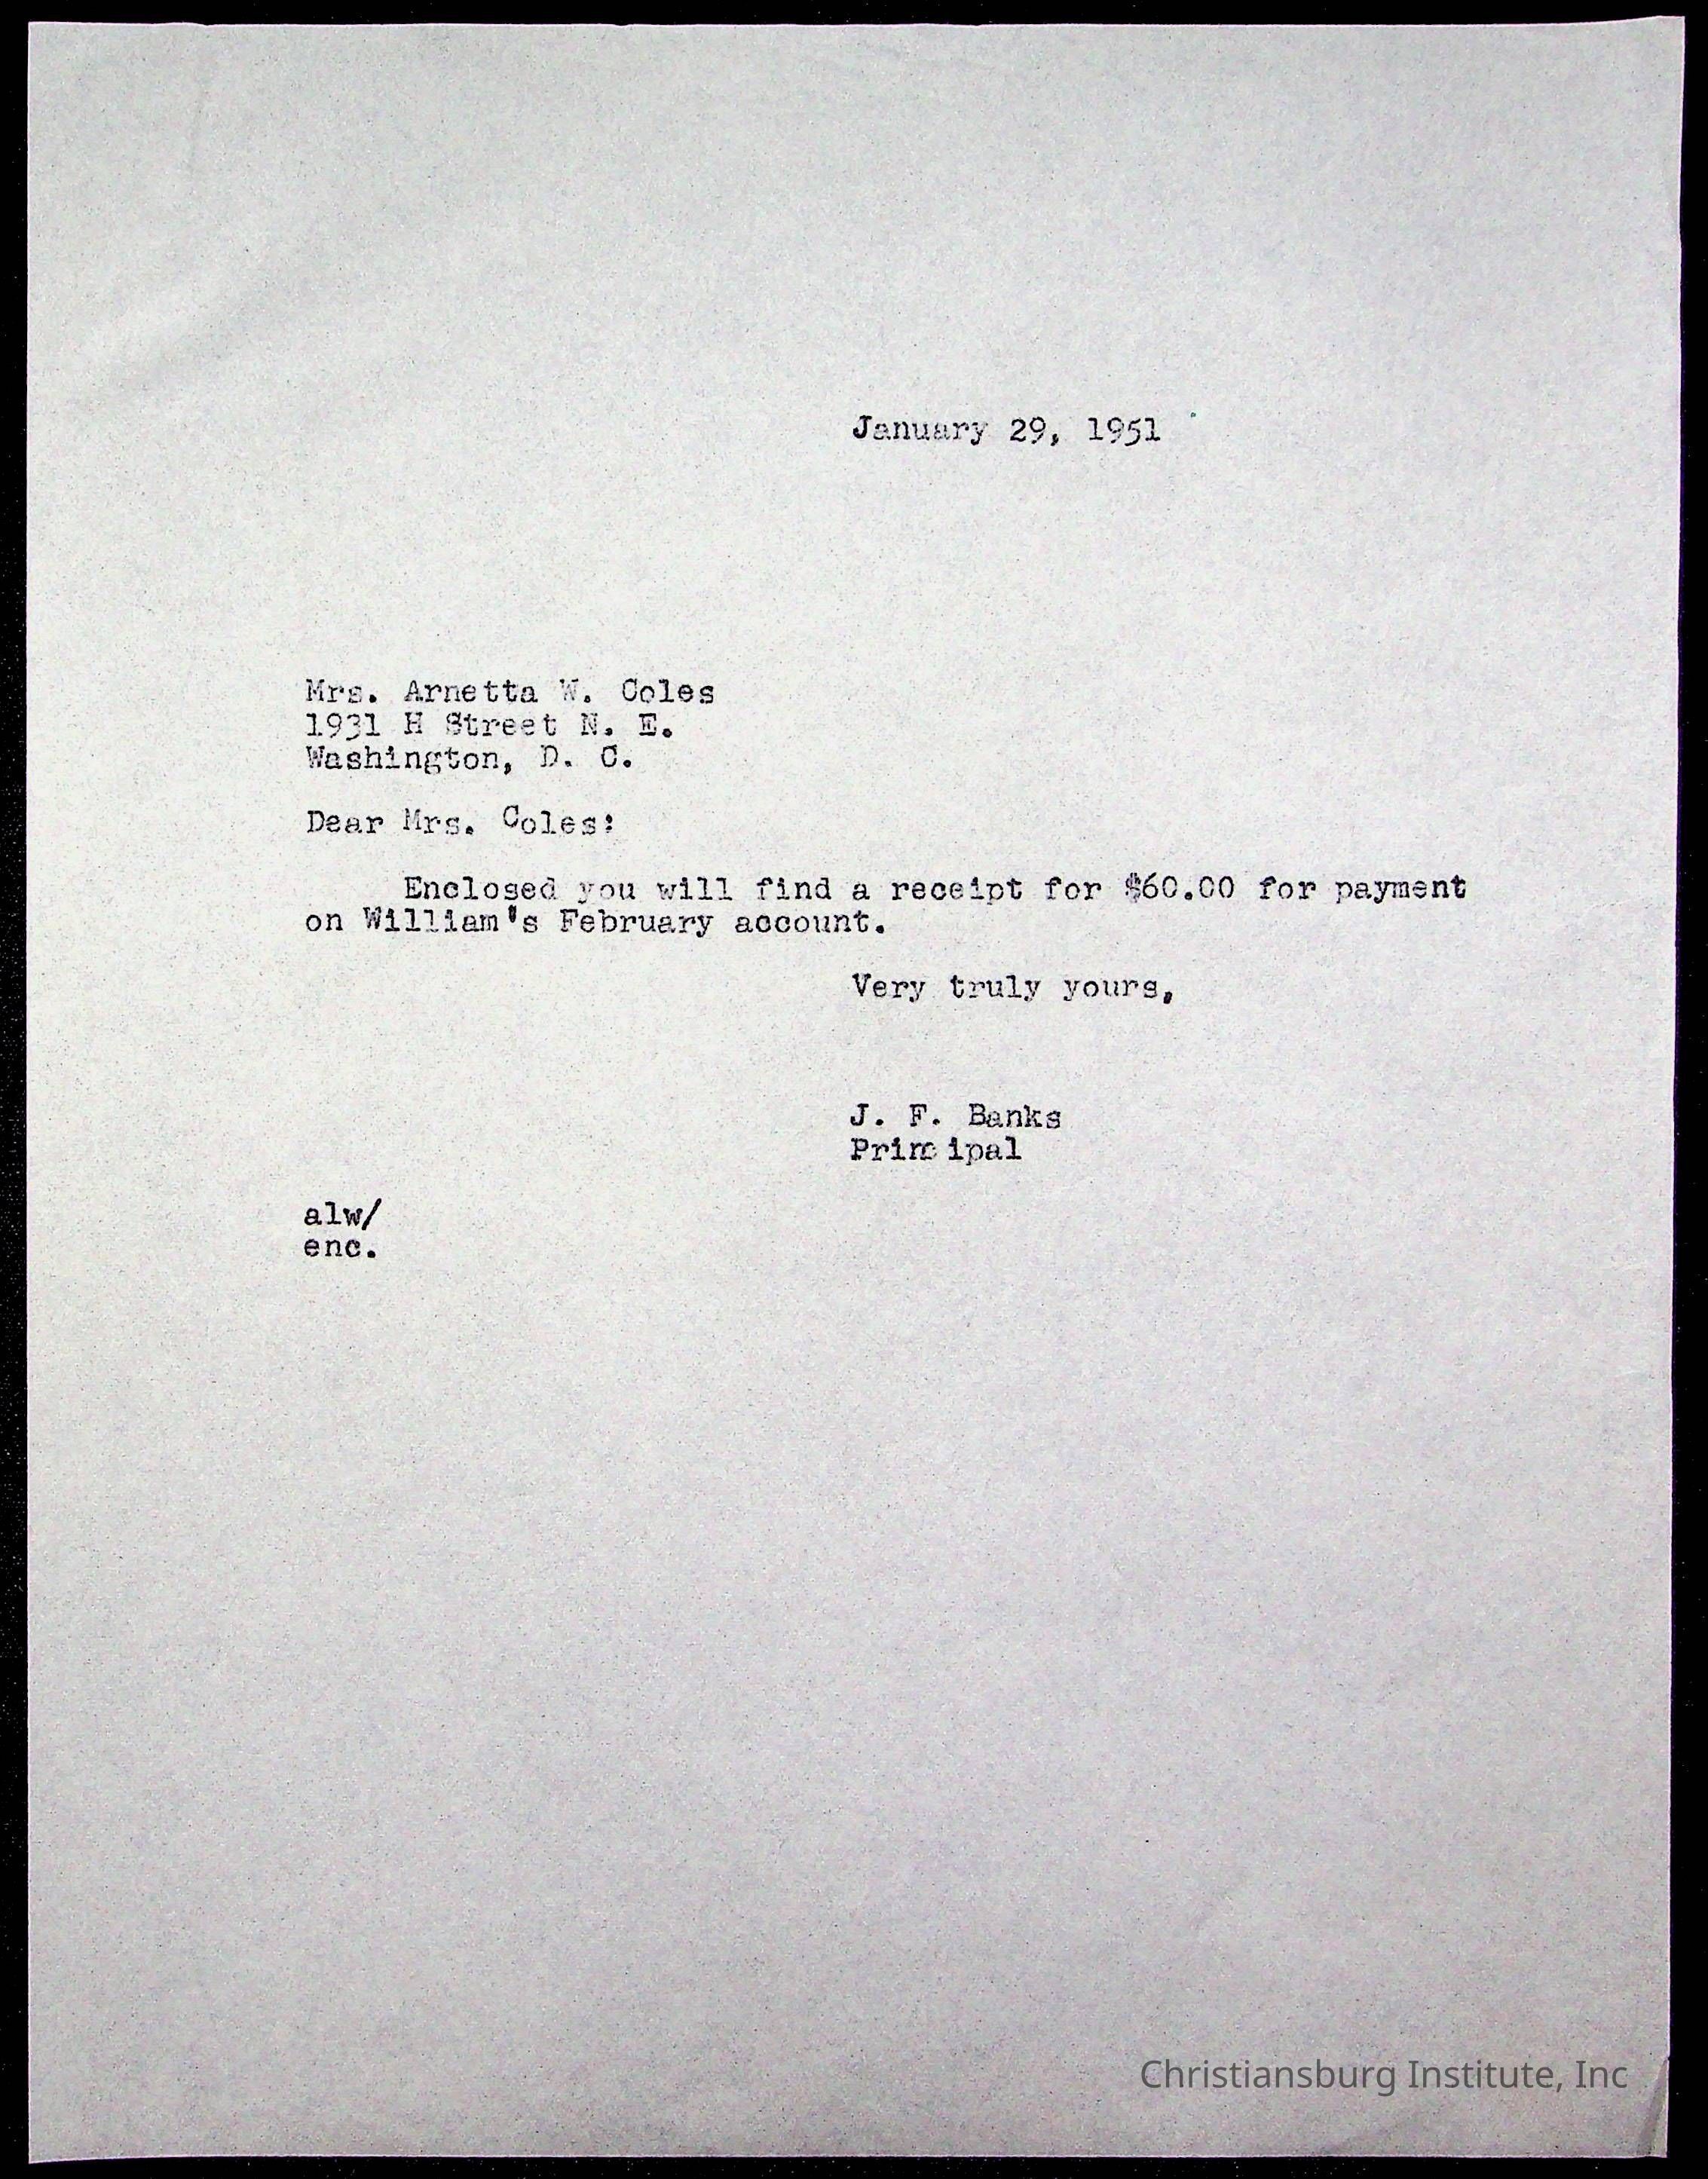 January 29, 1951
Mrs. Arnetta W. Coles
1931 H Street N. E.
Washington, D. C.
Dear Mrs. Coles:
Enclosed you will find a receipt for $60.00 for payment
on William's February account.
Very truly yours,
J. F. Banks
Principal
alw/
enc.
Christiansburg Institute, Inc